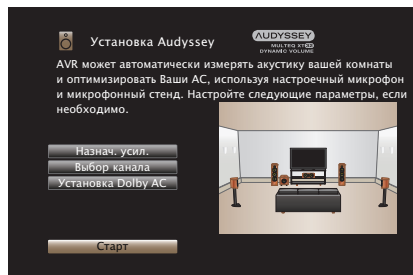 Установка Audyssey
AUDYSSEY
MULTEQ XT32
DYNAMIC VOLUME
AVR может автоматически измерять акустику вашей комнаты
и оптимизировать Ваши АС, используя настроечный микрофон
и микрофонный стенд. Настройте следующие параметры, если
необходимо.
Назнач. усил.
Выбор канала
Установка Dolby АС
Старт